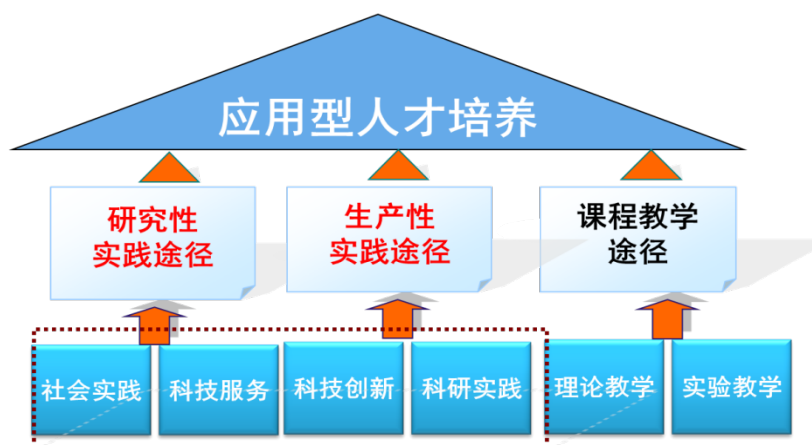 应用型人才培养
研究性
实践途径
生产性
实践途径
课程教学
途径
社会实践
科技服务
科技创新
科研实践
理论教学
实验教学